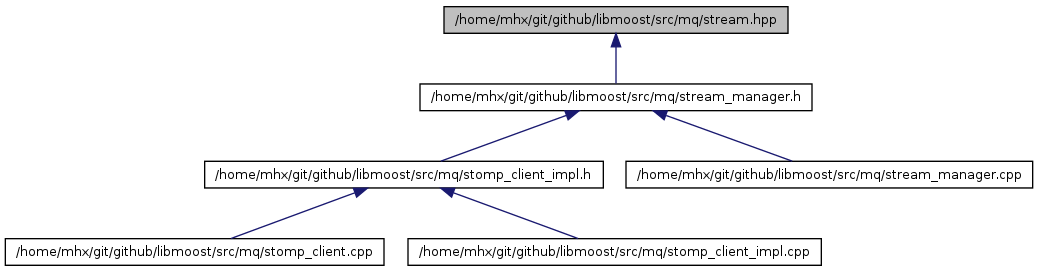 /home/mhx/git/github/libmoost/src/mq/stream.hpp
/home/mhx/git/github/libmoost/src/mq/stream_manager.h
/home/mhx/git/github/libmoost/src/mq/stomp_client_impl.h
/home/mhx/git/github/libmoost/src/mq/stream_manager.cpp
/home/mhx/git/github/libmoost/src/mq/stomp_client.cpp
/home/mhx/git/github/libmoost/src/mq/stomp_client_impl.cpp